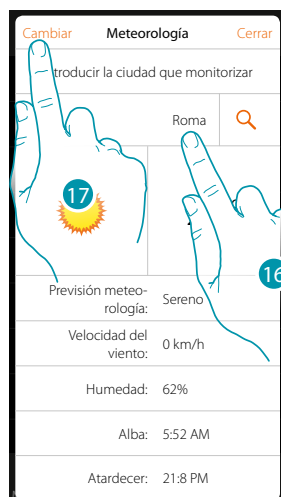 Cambiar Meteorología Cerrar
troducir la ciudad que monitorizar
Roma
17
16
Previsión meteo-
rología: Sereno
Velocidad del
viento: 0 km/h
Humedad: 62%
Alba: 5:52 AM
Atardecer: 21:8 PM